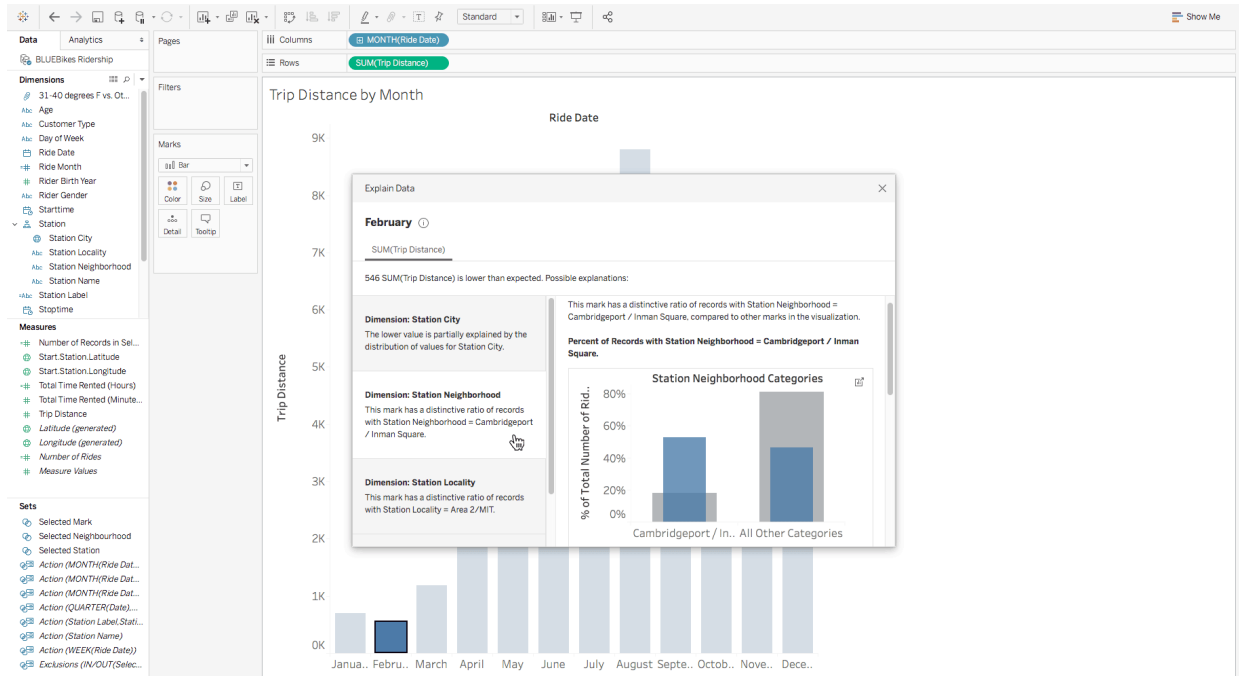 Standard
Show Me
Data
Analytics
Pages
Columns
MONTH(Ride Date)
BLUEBikes Ridership
Rows
SUM(Trip Distance)
Dimensions
Filters
31-40 degrees F vs. Ot...
Abc Age
Abc Customer Type
Abc Day of Week
Ride Date
=# Ride Month
# Rider Birth Year
Abc Rider Gender
Starttime
Station
Station City
Abc Station Locality
Abc Station Neighborhood
Abc Station Name
=Abc Station Label
Stoptime
Marks
Bar
Color
Size
T
Label
Detail
Tooltip
Measures
=# Number of Records in Sel...
Start.Station.Latitude
Start.Station.Longitude
=# Total Time Rented (Hours)
# Total Time Rented (Minute...
# Trip Distance
Latitude (generated)
Longitude (generated)
=# Number of Rides
# Measure Values
Sets
Selected Mark
Selected Neighbourhood
Selected Station
Action (MONTH(Ride Dat...
Action (MONTH(Ride Dat...
Action (MONTH(Ride Dat...
Action (QUARTER(Date),...
Action (Station Label,Stati...
Action (Station Name)
Action (WEEK(Ride Date))
Exclusions (IN/OUT(Selec...
Trip Distance by Month
Ride Date
9K
8K
7K
6K
5K
4K
3K
2K
1K
0K
Trip Distance
Janua.. Febru.. March April May June July August Septe.. Octob.. Nove.. Dece..
Explain Data
February
SUM(Trip Distance)
546 SUM(Trip Distance) is lower than expected. Possible explanations:
Dimension: Station City
The lower value is partially explained by the
distribution of values for Station City.
Dimension: Station Neighborhood
This mark has a distinctive ratio of records
with Station Neighborhood = Cambridgeport
/ Inman Square.
Dimension: Station Locality
This mark has a distinctive ratio of records
with Station Locality = Area 2/MIT.
This mark has a distinctive ratio of records with Station Neighborhood =
Cambridgeport / Inman Square, compared to other marks in the visualization.
Percent of Records with Station Neighborhood = Cambridgeport / Inman
Square.
Station Neighborhood Categories
% of Total Number of Rid..
80%
60%
40%
20%
0%
Cambridgeport / In.. All Other Categories